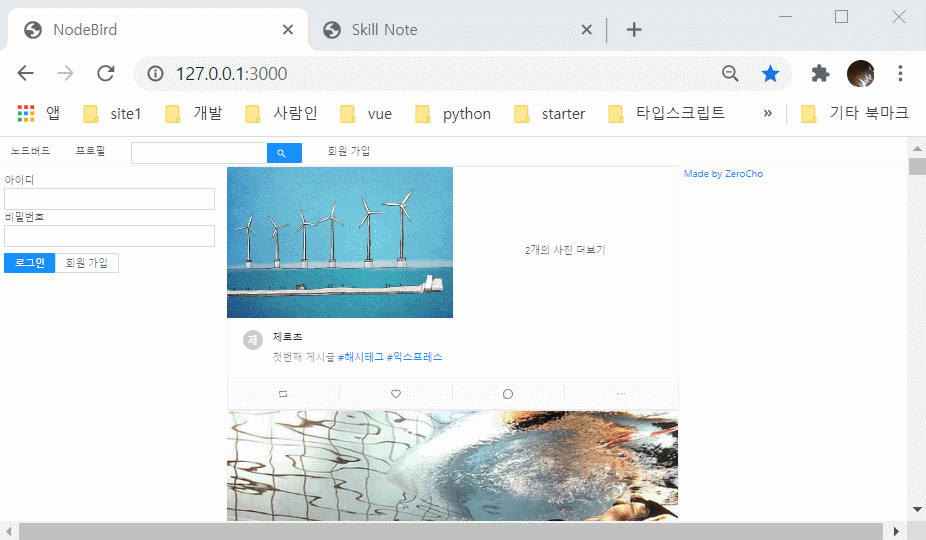 NodeBird
Skill Note
127.0.0.1:3000
앱 site1 개발 사람인 vue python starter 타입스크립트 » 기타 북마크
노드버드 프로필 회원 가입
아이디
비밀번호
로그인 회원 가입
2개의 사진 더보기
제 제로초
첫번째 게시글 #해시태그 #익스프레스
Made by ZeroCho